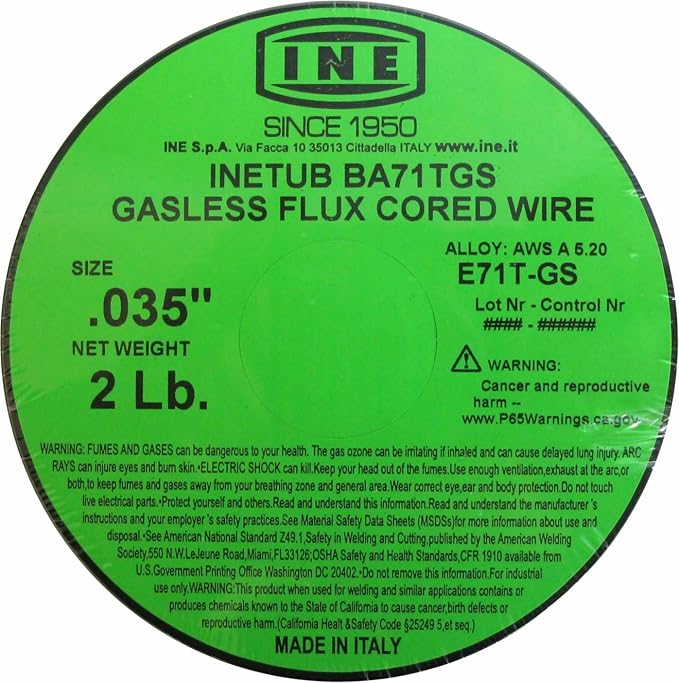 INE
SINCE 1950
INE S.p.A. Via Facca 10 35013 Cittadella ITALY www.ine.it
INETUB BA71TGS
GASLESS FLUX CORED WIRE
SIZE
.035"
NET WEIGHT
2 Lb.
ALLOY: AWS A 5.20
E71T-GS
Lot Nr - Control Nr
#### - ######
WARNING:
Cancer and reproductive
harm --
www.P65Warnings.ca.gov
WARNING: FUMES AND GASES can be dangerous to your health. The gas ozone can be irritating if inhaled and can cause delayed lung injury. ARC
RAYS can injure eyes and burn skin.•ELECTRIC SHOCK can kill.Keep your head out of the fumes.Use enough ventilation,exhaust at the arc,or
both,to keep fumes and gases away from your breathing zone and general area.Wear correct eye,ear and body protection.Do not touch
live electrical parts.•Protect yourself and others.Read and understand this information.Read and understand the manufacturer 's
instructions and your employer 's safety practices.See Material Safety Data Sheets (MSDSs)for more information about use and
disposal.•See American National Standard Z49.1,Safety in Welding and Cutting,published by the American Welding
Society,550 N.W.LeJeune Road,Miami,FL33126;OSHA Safety and Health Standards,CFR 1910 available from
U.S.Government Printing Office Washington DC 20402.•Do not remove this information.For industrial
use only.WARNING:This product when used for welding and similar applications contains or
produces chemicals known to the State of California to cause cancer,birth defects or
reproductive harm.(California Healt &Safety Code §25249 5,et seq.)
MADE IN ITALY